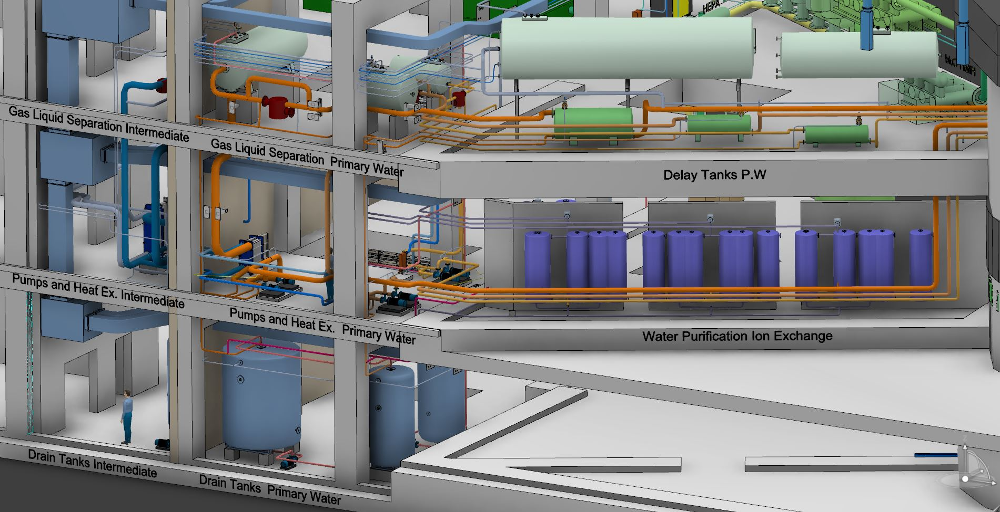 HEPA
Gas Liquid Separation Intermediate
Gas Liquid Separation Primary Water
Delay Tanks P.W
Pumps and Heat Ex. Intermediate
Pumps and Heat Ex. Primary Water
Water Purification Ion Exchange
Drain Tanks Intermediate
Drain Tanks Primary Water
z